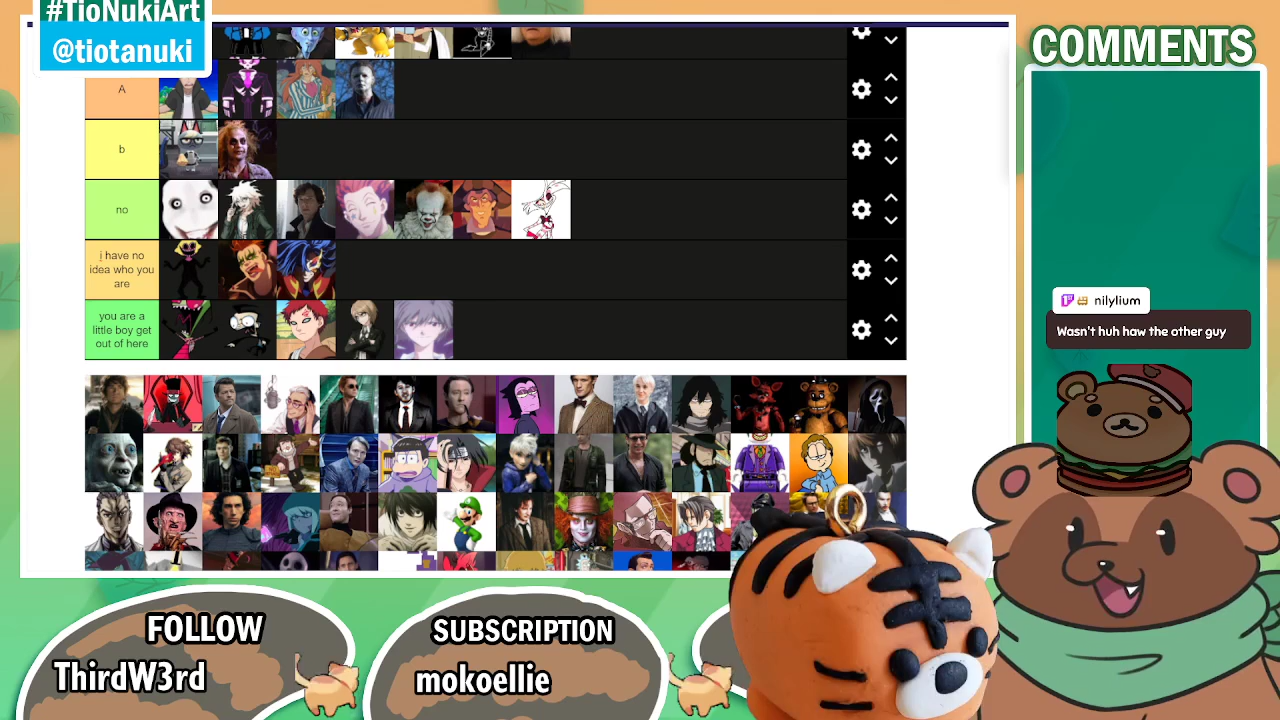 #TioNukiArt
@tiotanuki
COMMENTS
A
b
no
i have no
idea who you
are
you are a
little boy get
out of here
nilylium
Wasn't huh haw the other guy
FOLLOW
ThirdW3rd
SUBSCRIPTION
mokoellie